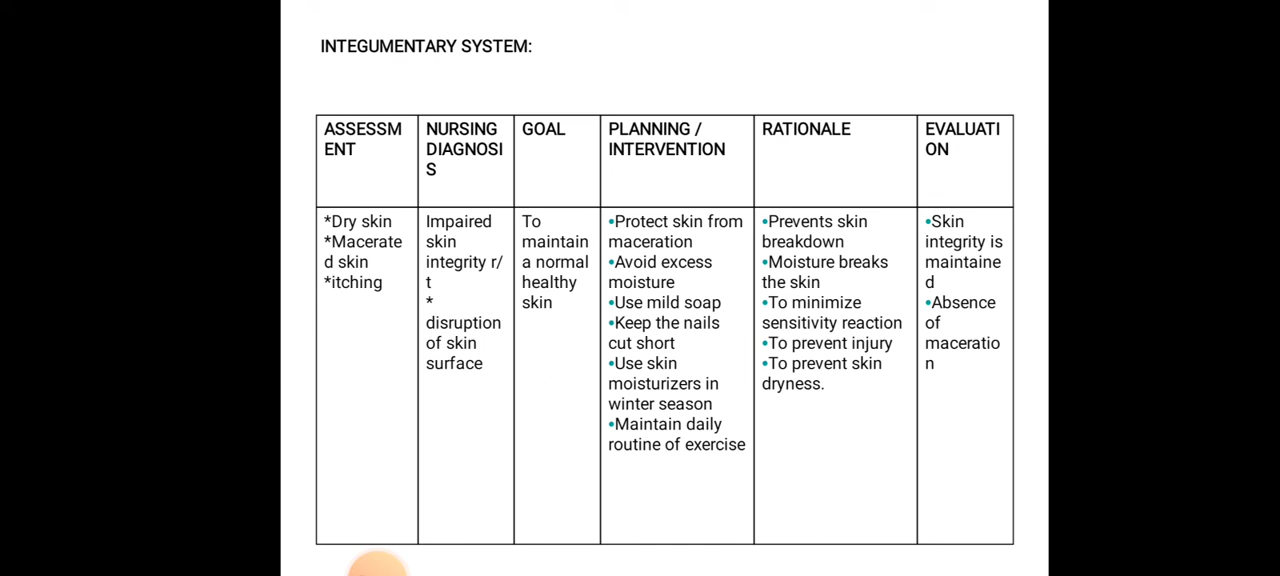 INTEGUMENTARY SYSTEM:
ASSESSM
ENT
NURSING
DIAGNOSI
S
GOAL
PLANNING /
INTERVENTION
RATIONALE
EVALUATI
ON
*Dry skin
*Macerate
d skin
*itching
Impaired
skin
integrity r/
t
*
disruption
of skin
surface
To
maintain
a normal
healthy
skin
•Protect skin from
maceration
•Avoid excess
moisture
•Use mild soap
•Keep the nails
cut short
•Use skin
moisturizers in
winter season
•Maintain daily
routine of exercise
•Prevents skin
breakdown
•Moisture breaks
the skin
•To minimize
sensitivity reaction
•To prevent injury
•To prevent skin
dryness.
•Skin
integrity is
maintaine
d
•Absence
of
maceratio
n